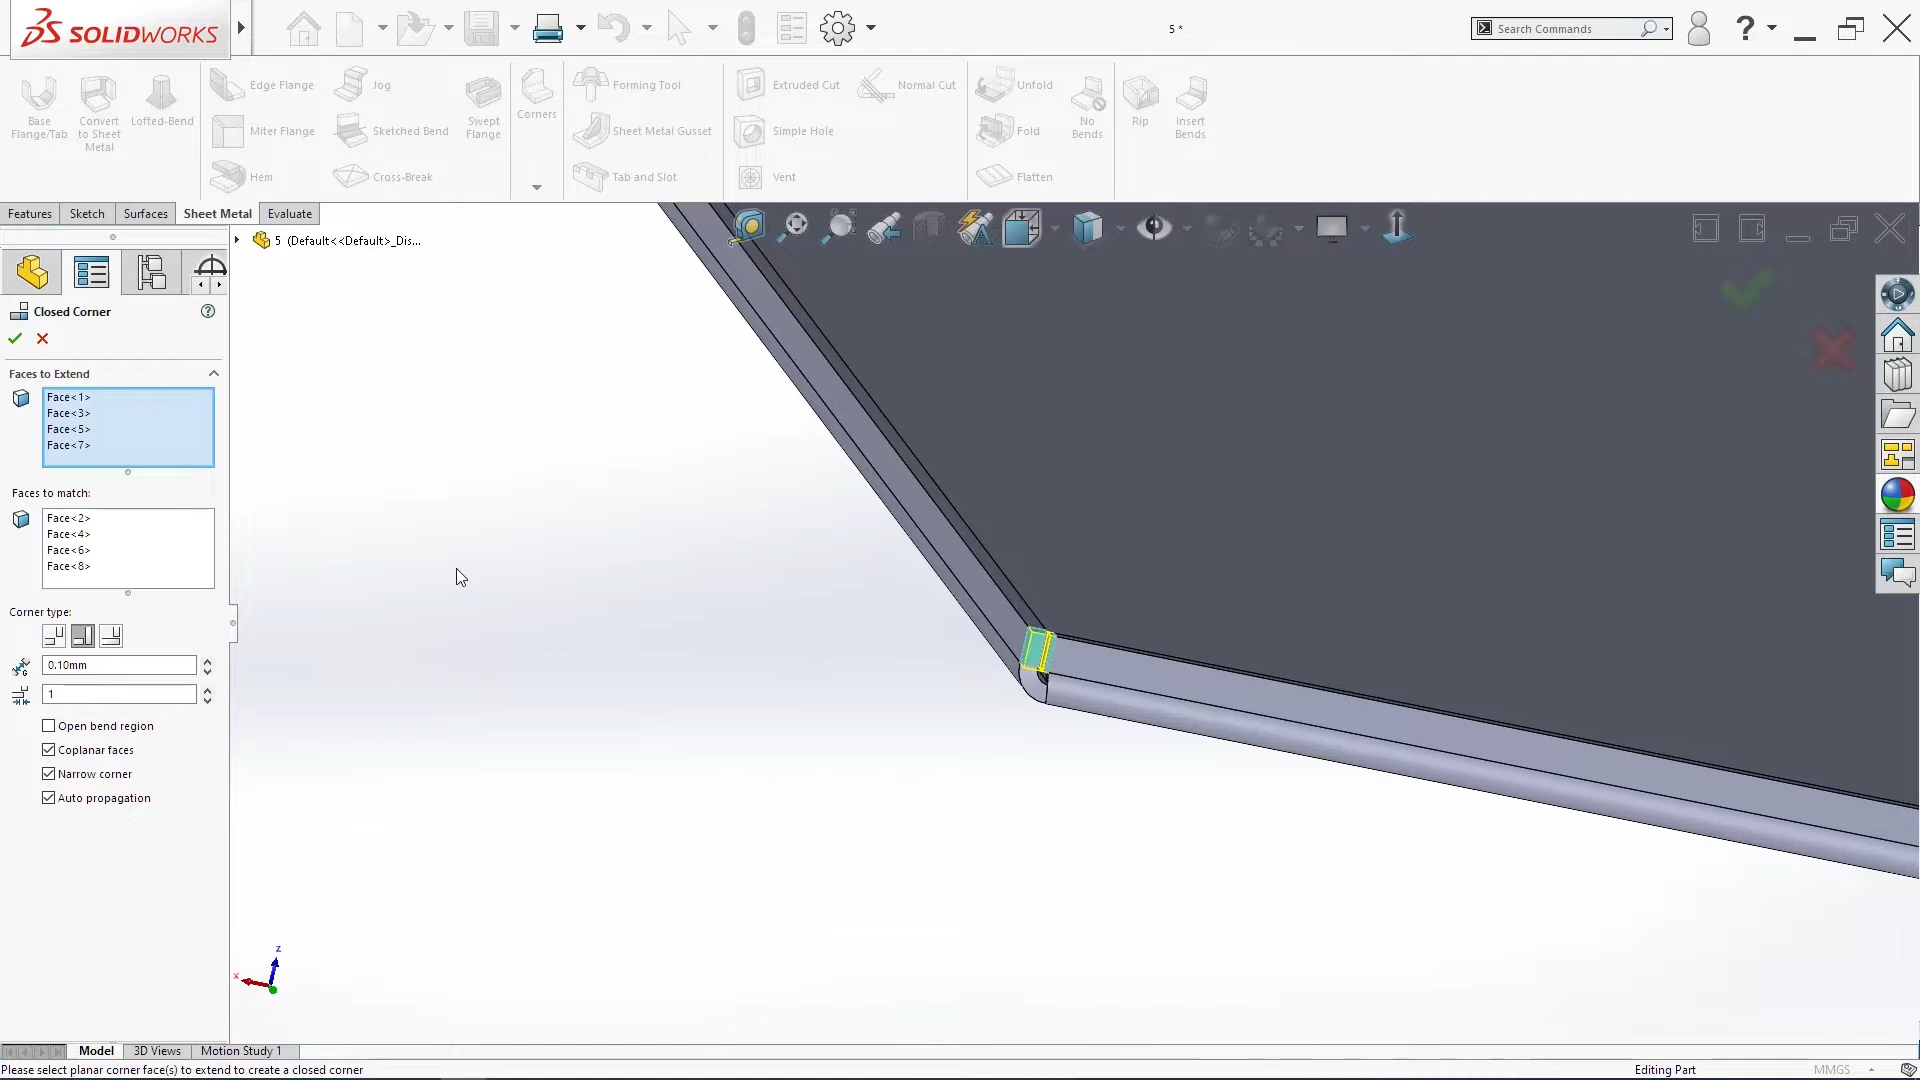 SOLIDWORKS
5 *
Search Commands
?
Base
Flange/Tab
Convert
to Sheet
Metal
Lofted-Bend
Edge Flange
Miter Flange
Hem
Jog
Sketched Bend
Cross-Break
Swept
Flange
Corners
Forming Tool
Sheet Metal Gusset
Tab and Slot
Extruded Cut
Simple Hole
Vent
Normal Cut
Unfold
Fold
Flatten
No
Bends
Rip
Insert
Bends
Features
Sketch
Surfaces
Sheet Metal
Evaluate
5 (Default<<Default>_Dis...
Closed Corner
?
Faces to Extend
Face<1>
Face<3>
Face<5>
Face<7>
Faces to match:
Face<2>
Face<4>
Face<6>
Face<8>
Corner type:
0.10mm
1
Open bend region
Coplanar faces
Narrow corner
Auto propagation
z
x
Model
3D Views
Motion Study 1
Please select planar corner face(s) to extend to create a closed corner
Editing Part
MMGS